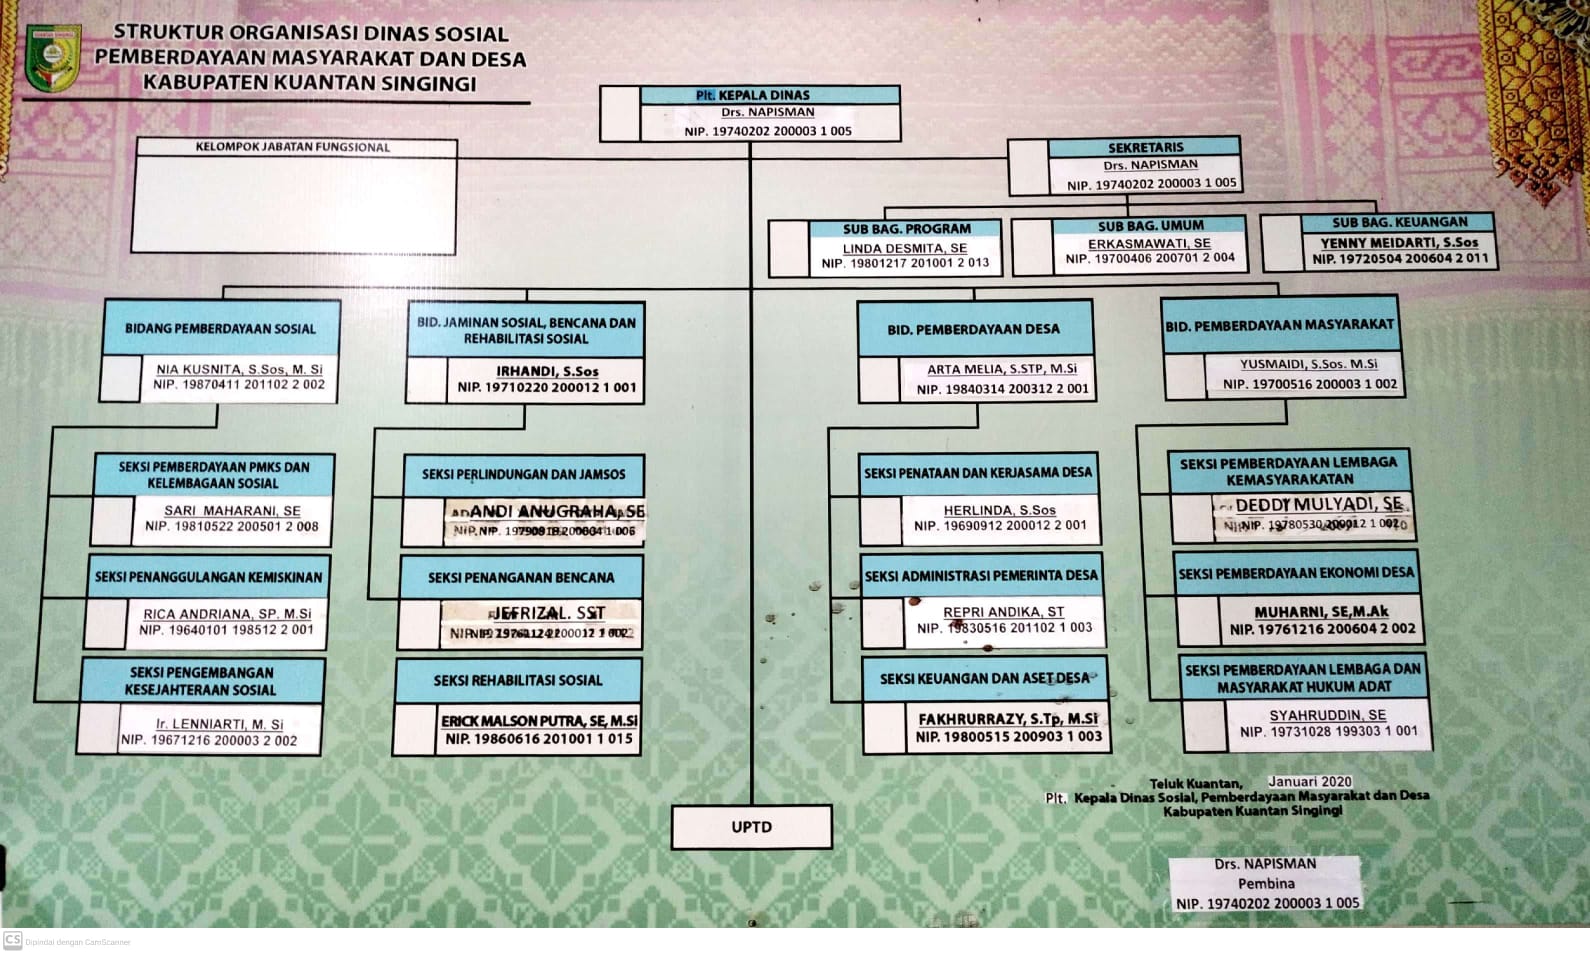 STRUKTUR ORGANISASI DINAS SOSIAL
PEMBERDAYAAN MASYARAKAT DAN DESA
KABUPATEN KUANTAN SINGINGI
Plt. KEPALA DINAS
Drs. NAPISMAN
NIP. 19740202 200003 1 005
KELOMPOK JABATAN FUNGSIONAL
SEKRETARIS
Drs. NAPISMAN
NIP. 19740202 200003 1 005
SUB BAG. PROGRAM
LINDA DESMITA, SE
NIP. 19801217 201001 2 013
SUB BAG. UMUM
ERKASMAWATI, SE
NIP. 19700406 200701 2 004
SUB BAG. KEUANGAN
YENNY MEIDARTI, S.Sos
NIP. 19720504 200604 2 011
BIDANG PEMBERDAYAAN SOSIAL
NIA KUSNITA, S.Sos, M. Si
NIP. 19870411 201102 2 002
BID. JAMINAN SOSIAL, BENCANA DAN
REHABILITASI SOSIAL
IRHANDI, S.Sos
NIP. 19710220 200012 1 001
BID. PEMBERDAYAAN DESA
ARTA MELIA, S.STP, M.Si
NIP. 19840314 200312 2 001
BID. PEMBERDAYAAN MASYARAKAT
YUSMAIDI, S.Sos. M.Si
NIP. 19700516 200003 1 002
SEKSI PEMBERDAYAAN PMKS DAN
KELEMBAGAAN SOSIAL
SARI MAHARANI, SE
NIP. 19810522 200501 2 008
SEKSI PENANGGULANGAN KEMISKINAN
RICA ANDRIANA, SP. M.Si
NIP. 19640101 198512 2 001
SEKSI PENGEMBANGAN
KESEJAHTERAAN SOSIAL
Ir. LENNIARTI, M. Si
NIP. 19671216 200003 2 002
SEKSI PERLINDUNGAN DAN JAMSOS
ANDI ANUGRAHA, SE
NIP.
SEKSI PENANGANAN BENCANA
JEFRIZAL. SST
NIP.
SEKSI REHABILITASI SOSIAL
ERICK MALSON PUTRA, SE, M.Si
NIP. 19860616 201001 1 015
SEKSI PENATAAN DAN KERJASAMA DESA
HERLINDA, S.Sos
NIP. 19690912 200012 2 001
SEKSI ADMINISTRASI PEMERINTA DESA
REPRI ANDIKA, ST
NIP. 19830516 201102 1 003
SEKSI KEUANGAN DAN ASET DESA
FAKHRURRAZY, S.Tp, M.Si
NIP. 19800515 200903 1 003
SEKSI PEMBERDAYAAN LEMBAGA
KEMASYARAKATAN
DEDDY MULYADI, SE
NIP. 19780530
SEKSI PEMBERDAYAAN EKONOMI DESA
MUHARNI, SE,M.Ak
NIP. 19761216 200604 2 002
SEKSI PEMBERDAYAAN LEMBAGA DAN
MASYARAKAT HUKUM ADAT
SYAHRUDDIN, SE
NIP. 19731028 199303 1 001
UPTD
Teluk Kuantan, Januari 2020
Plt. Kepala Dinas Sosial, Pemberdayaan Masyarakat dan Desa
Kabupaten Kuantan Singingi
Drs. NAPISMAN
Pembina
NIP. 19740202 200003 1 005
CS Dipindai dengan CamScanner